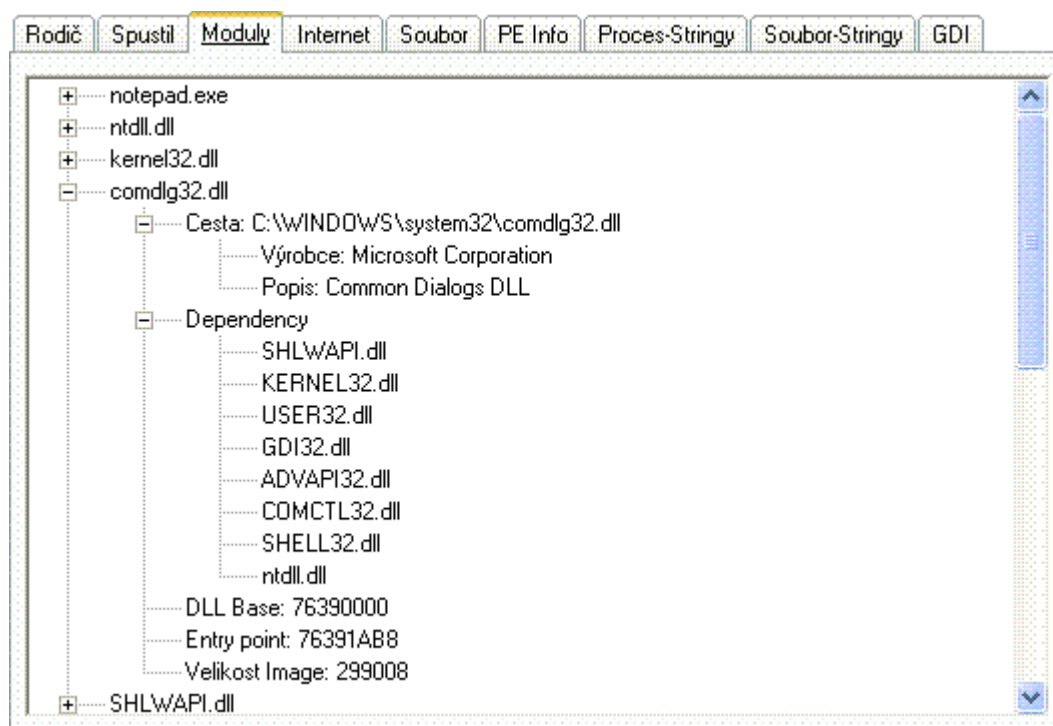 Rodič Spustil Moduly Internet Soubor PE Info Proces-Stringy Soubor-Stringy GDI
notepad.exe
ntdll.dll
kernel32.dll
comdlg32.dll
Cesta: C:\WINDOWS\system32\comdlg32.dll
Výrobce: Microsoft Corporation
Popis: Common Dialogs DLL
Dependency
SHLWAPI.dll
KERNEL32.dll
USER32.dll
GDI32.dll
ADVAPI32.dll
COMCTL32.dll
SHELL32.dll
ntdll.dll
DLL Base: 76390000
Entry point: 76391AB8
Velikost Image: 299008
SHLWAPI.dll